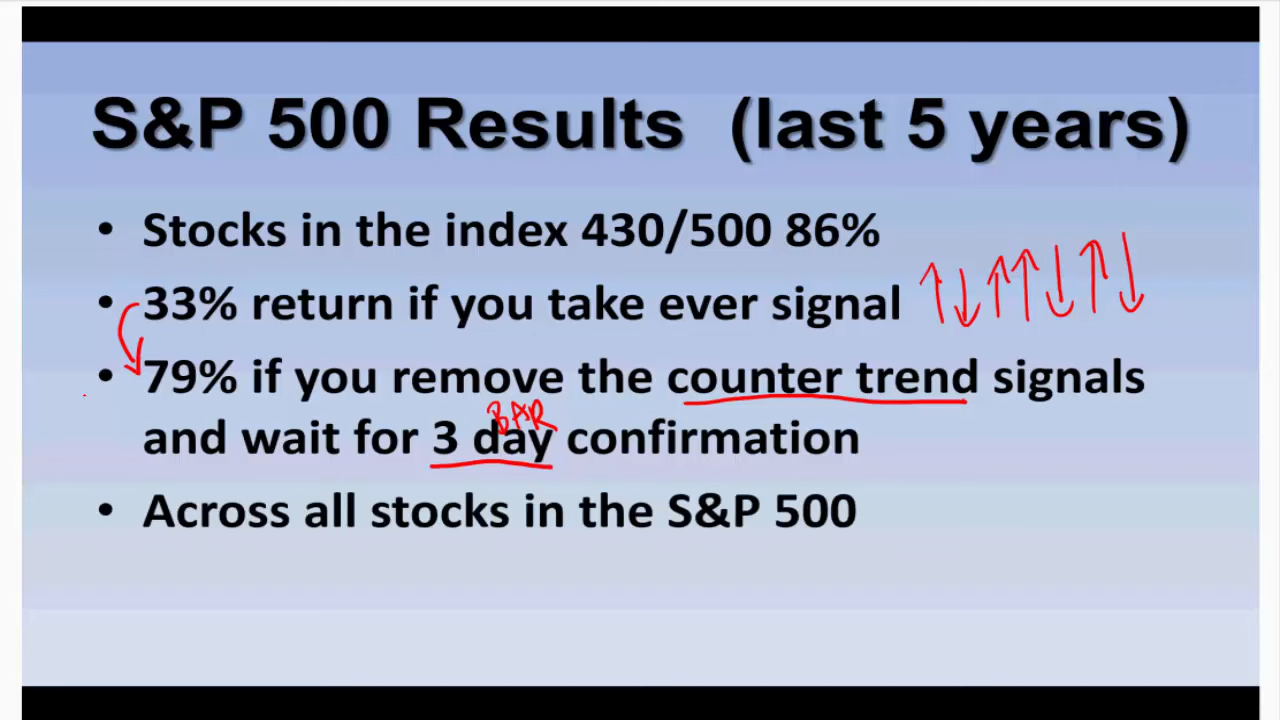 S&P 500 Results (last 5 years)
• Stocks in the index 430/500 86%
• 33% return if you take ever signal
• 79% if you remove the counter trend signals
BAR
and wait for 3 day confirmation
• Across all stocks in the S&P 500